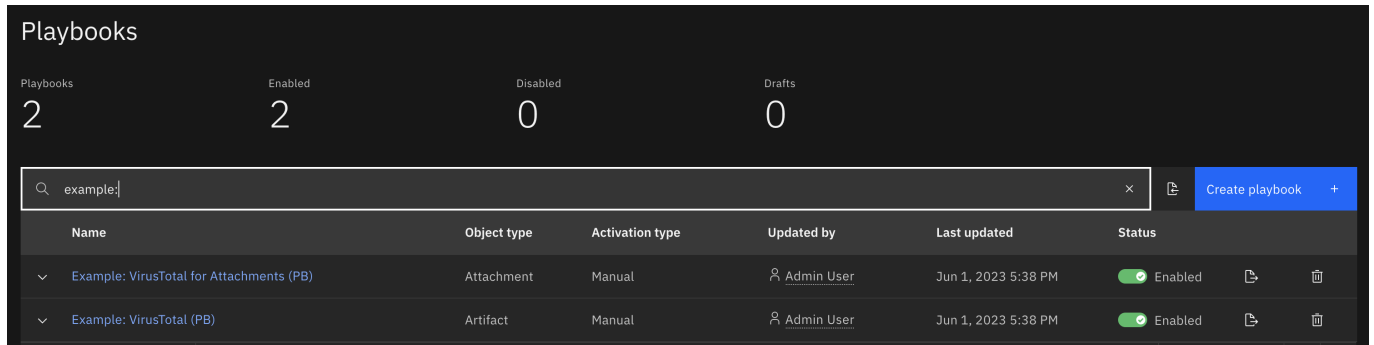 Playbooks
Playbooks Enabled Disabled Drafts
2 2 0 0
example:
Create playbook +
Name Object type Activation type Updated by Last updated Status
Example: VirusTotal for Attachments (PB) Attachment Manual Admin User Jun 1, 2023 5:38 PM Enabled
Example: VirusTotal (PB) Artifact Manual Admin User Jun 1, 2023 5:38 PM Enabled